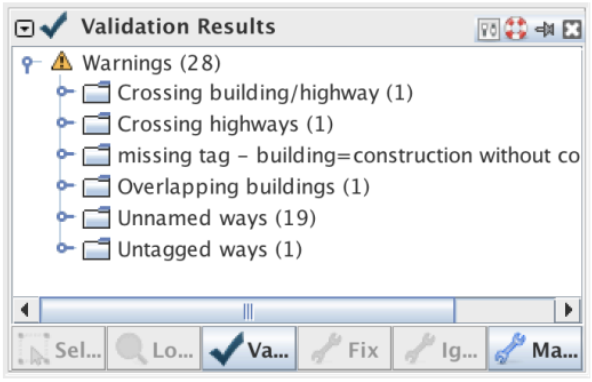 Validation Results
Warnings (28)
Crossing building/highway (1)
Crossing highways (1)
missing tag – building=construction without co
Overlapping buildings (1)
Unnamed ways (19)
Untagged ways (1)
Sel... Lo... Va... Fix Ig... Ma...